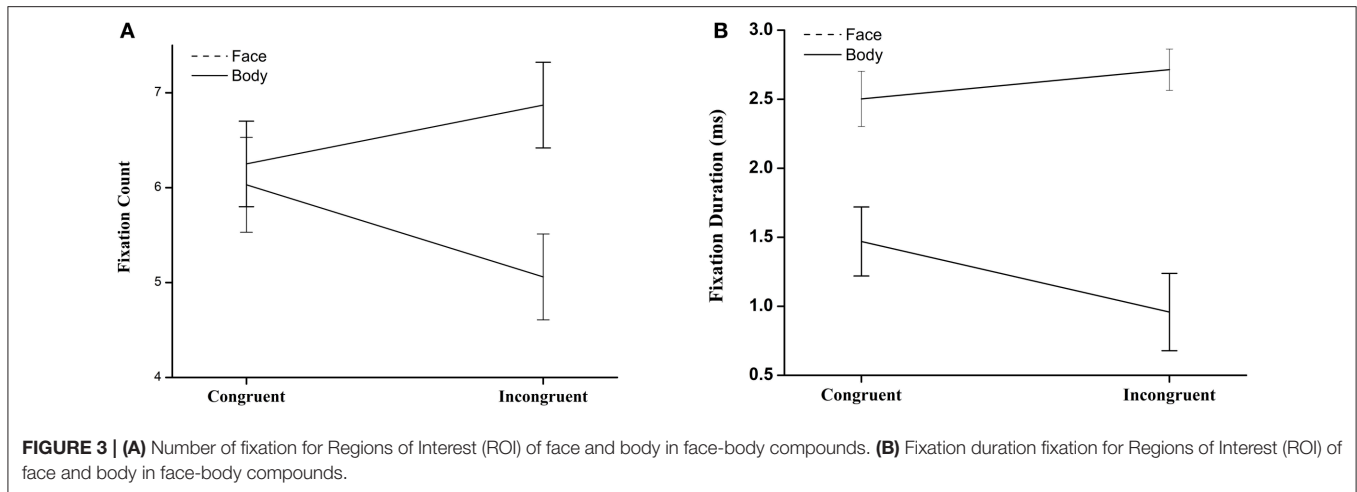 A
Face
Body
7
6
5
4
Fixation Count
Congruent
Incongruent
B
Face
Body
3.0
2.5
2.0
1.5
1.0
0.5
Fixation Duration (ms)
Congruent
Incongruent
FIGURE 3 | (A) Number of fixation for Regions of Interest (ROI) of face and body in face-body compounds. (B) Fixation duration fixation for Regions of Interest (ROI) of
face and body in face-body compounds.